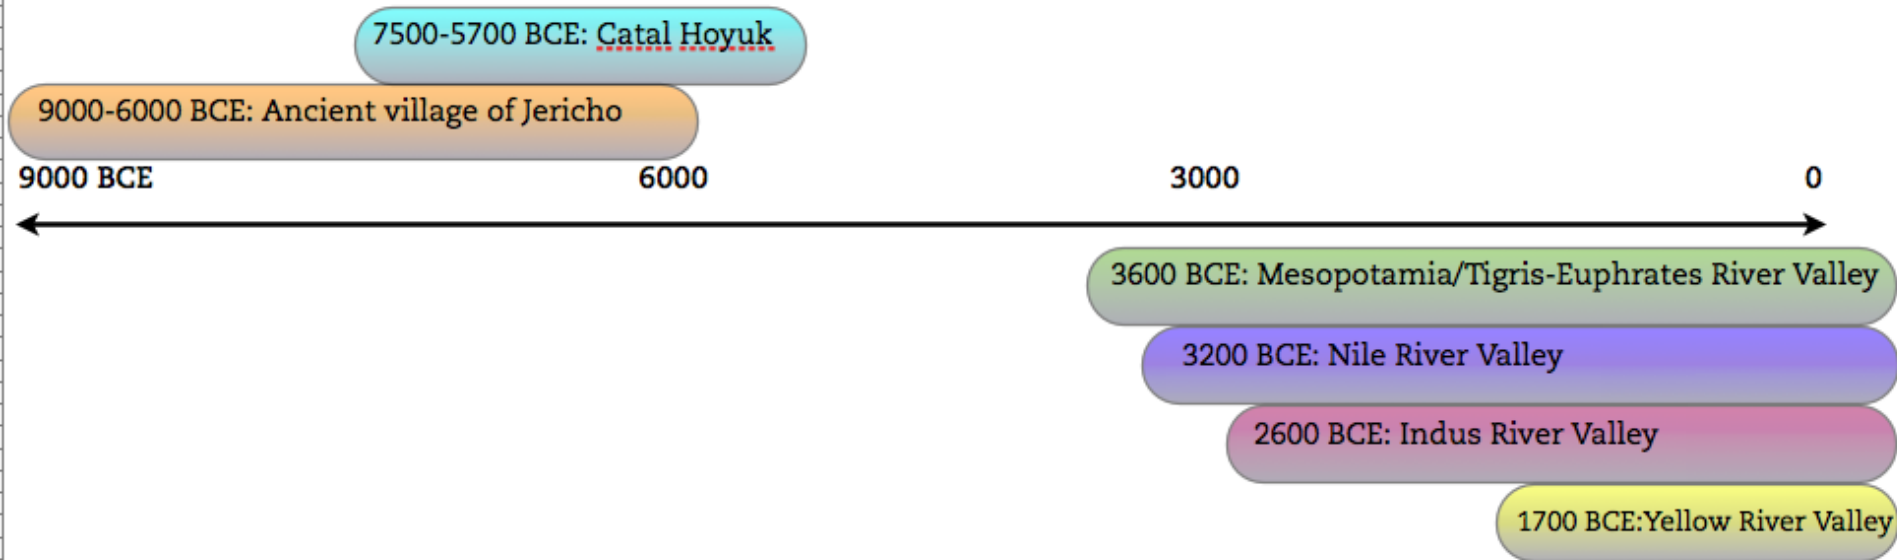 7500-5700 BCE: Catal Hoyuk
9000-6000 BCE: Ancient village of Jericho
9000 BCE 6000 3000 0
3600 BCE: Mesopotamia/Tigris-Euphrates River Valley
3200 BCE: Nile River Valley
2600 BCE: Indus River Valley
1700 BCE:Yellow River Valley